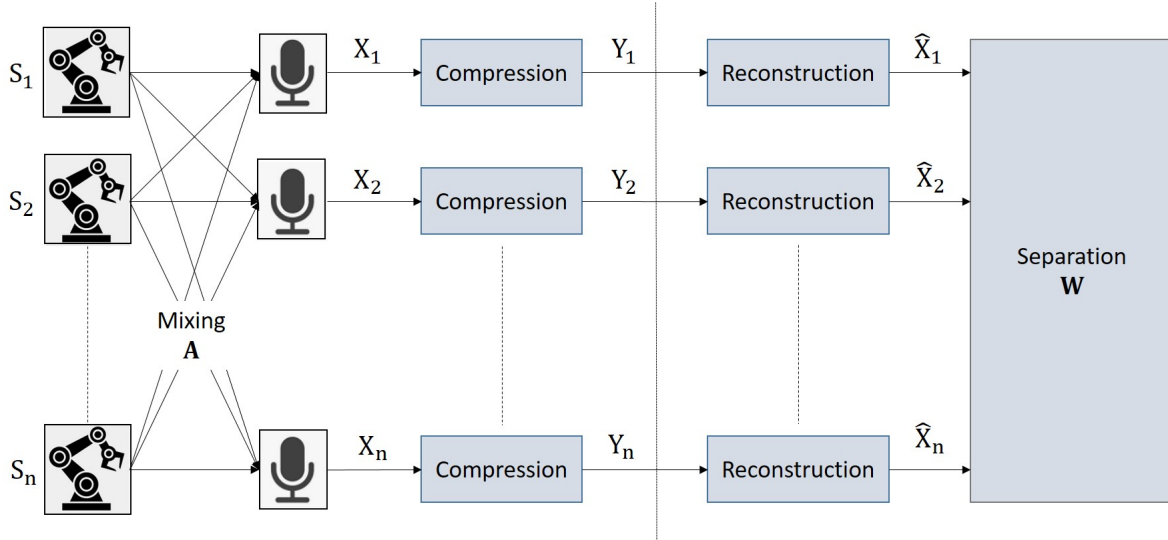 S₁ X₁ Compression Y₁ Reconstruction X̂₁
S₂ X₂ Compression Y₂ Reconstruction X̂₂
Separation
W
Mixing
A
Sₙ Xₙ Compression Yₙ Reconstruction X̂ₙ